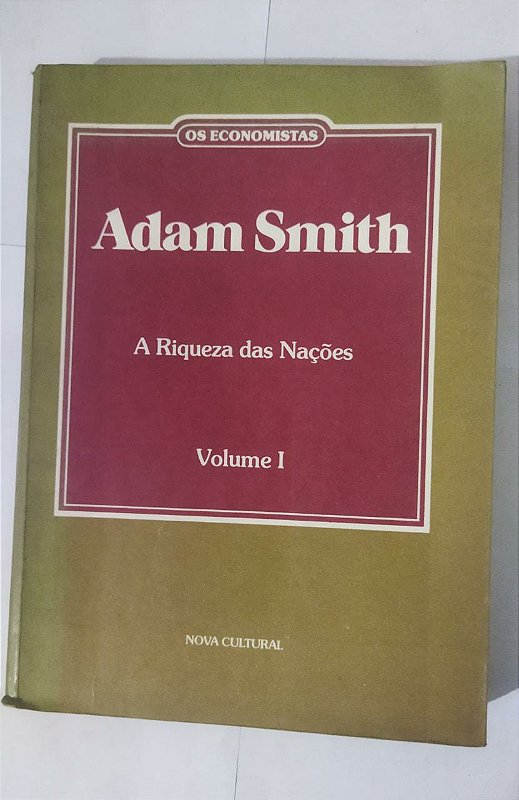 OS ECONOMISTAS
Adam Smith
A Riqueza das Nações
Volume I
NOVA CULTURAL